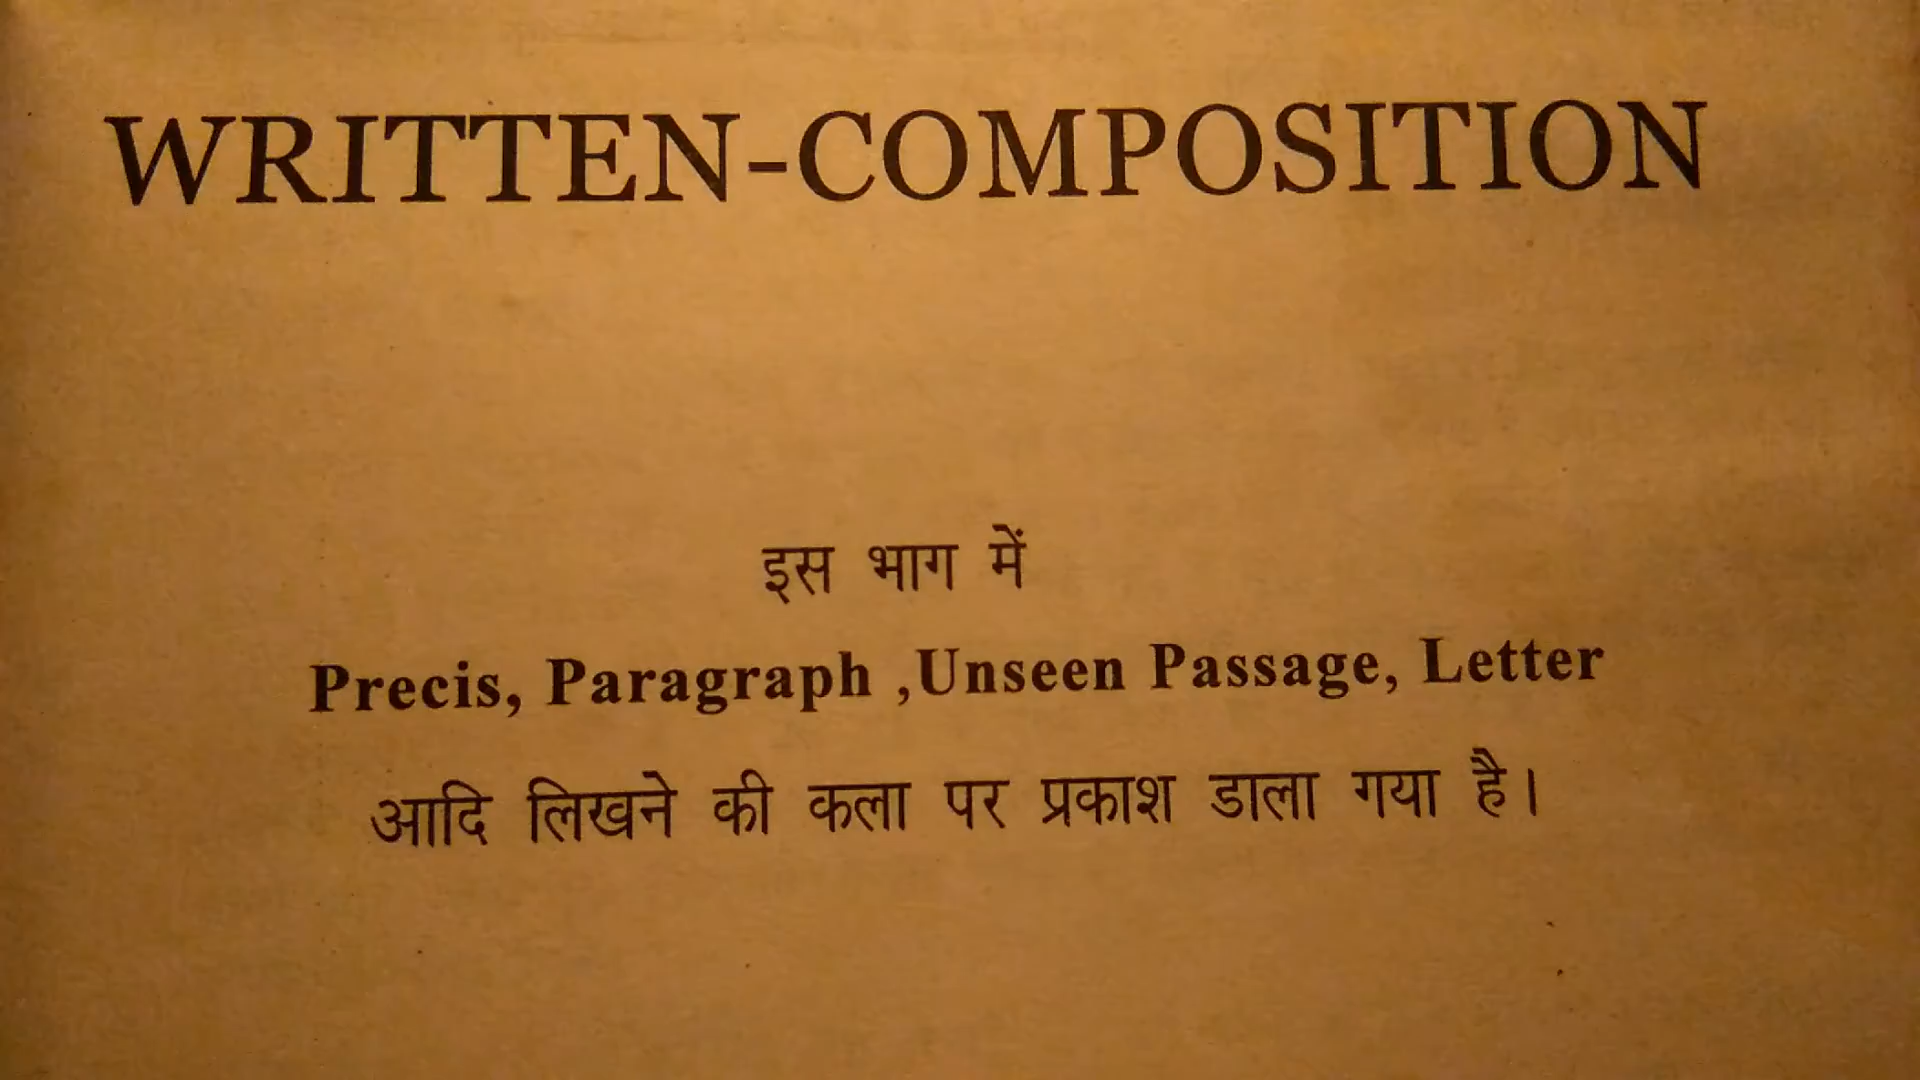 WRITTEN-COMPOSITION
इस भाग में
Precis, Paragraph ,Unseen Passage, Letter
आदि लिखने की कला पर प्रकाश डाला गया है।